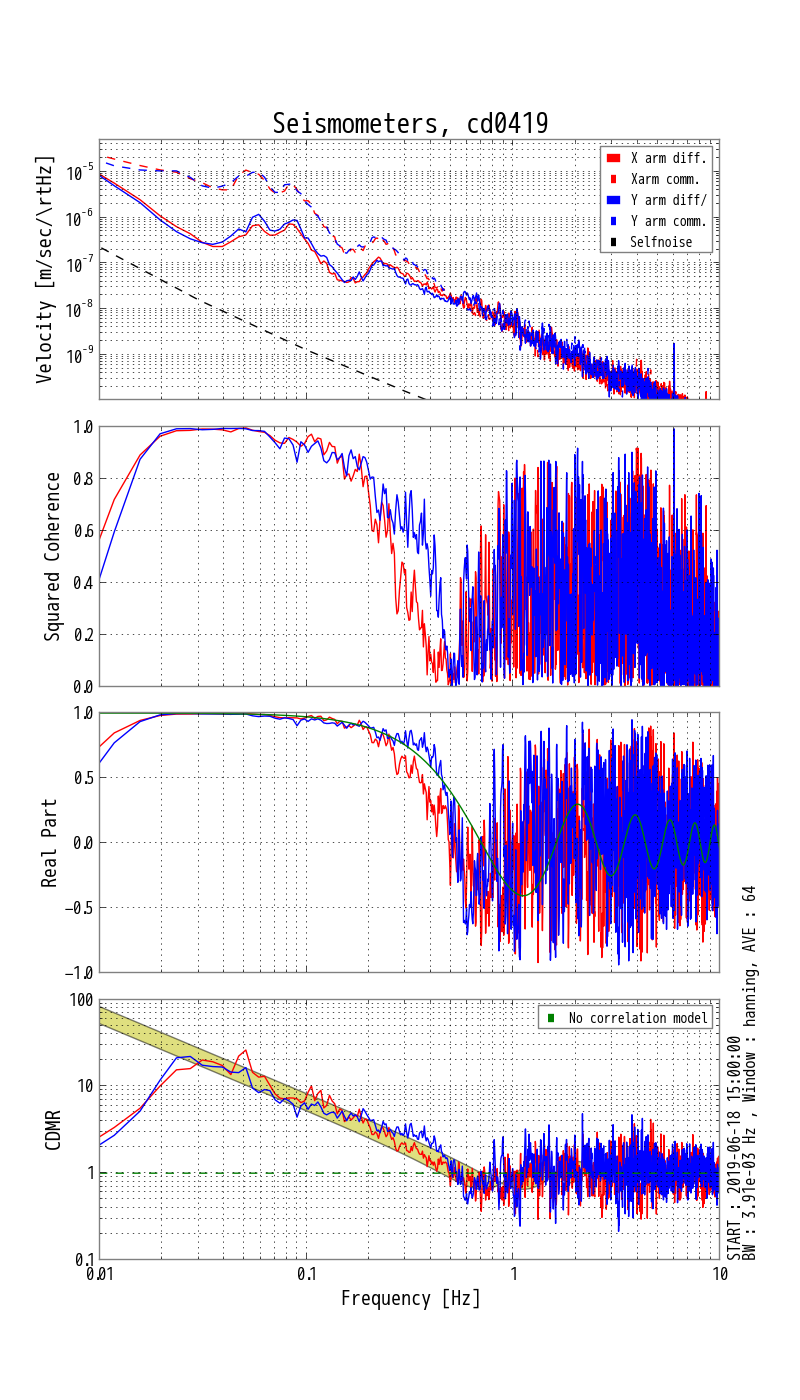 Seismometers, cd0419
Velocity [m/sec/\rtHz]
10^-5
10^-6
10^-7
10^-8
10^-9
X arm diff.
Xarm comm.
Y arm diff/
Y arm comm.
Selfnoise
Squared Coherence
1.0
0.8
0.6
0.4
0.2
0.0
Real Part
1.0
0.5
0.0
−0.5
−1.0
CDMR
100
10
1
0.1
No correlation model
0.01
0.1
1
10
Frequency [Hz]
START : 2019-06-18 15:00:00
BW : 3.91e-03 Hz , Window : hanning, AVE : 64